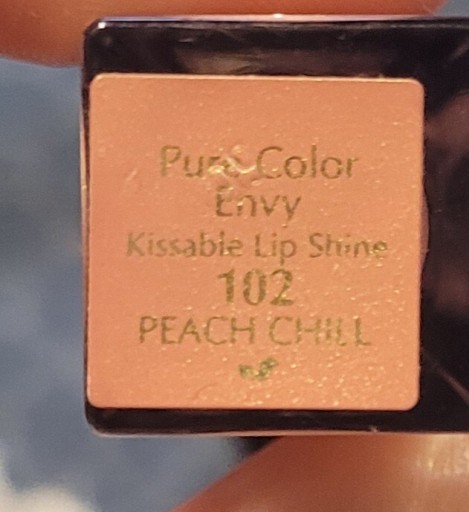 Pure Color
Envy
Kissable Lip Shine
102
PEACH CHILL